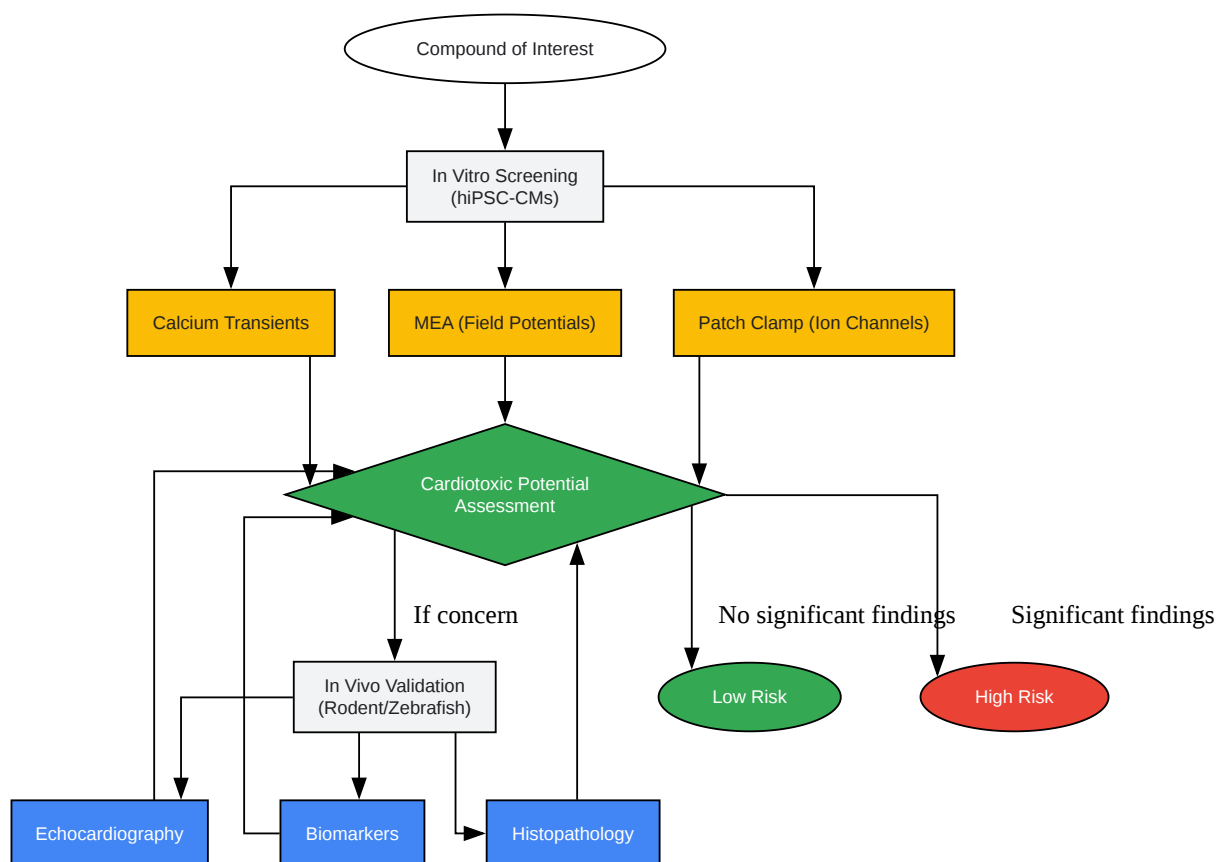 Compound of Interest
In Vitro Screening
(hiPSC-CMs)
Calcium Transients
MEA (Field Potentials)
Patch Clamp (Ion Channels)
Cardiotoxic Potential
Assessment
If concern
No significant findings
Significant findings
In Vivo Validation
(Rodent/Zebrafish)
Low Risk
High Risk
Echocardiography
Biomarkers
Histopathology